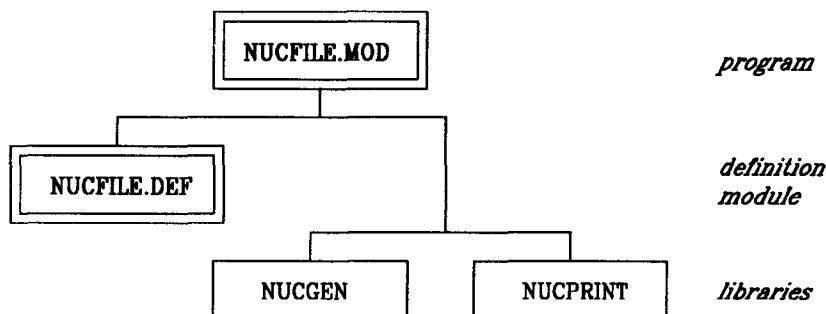 NUCFILE.MOD
program
NUCFILE.DEF
definition
module
NUCGEN
NUCPRINT
libraries